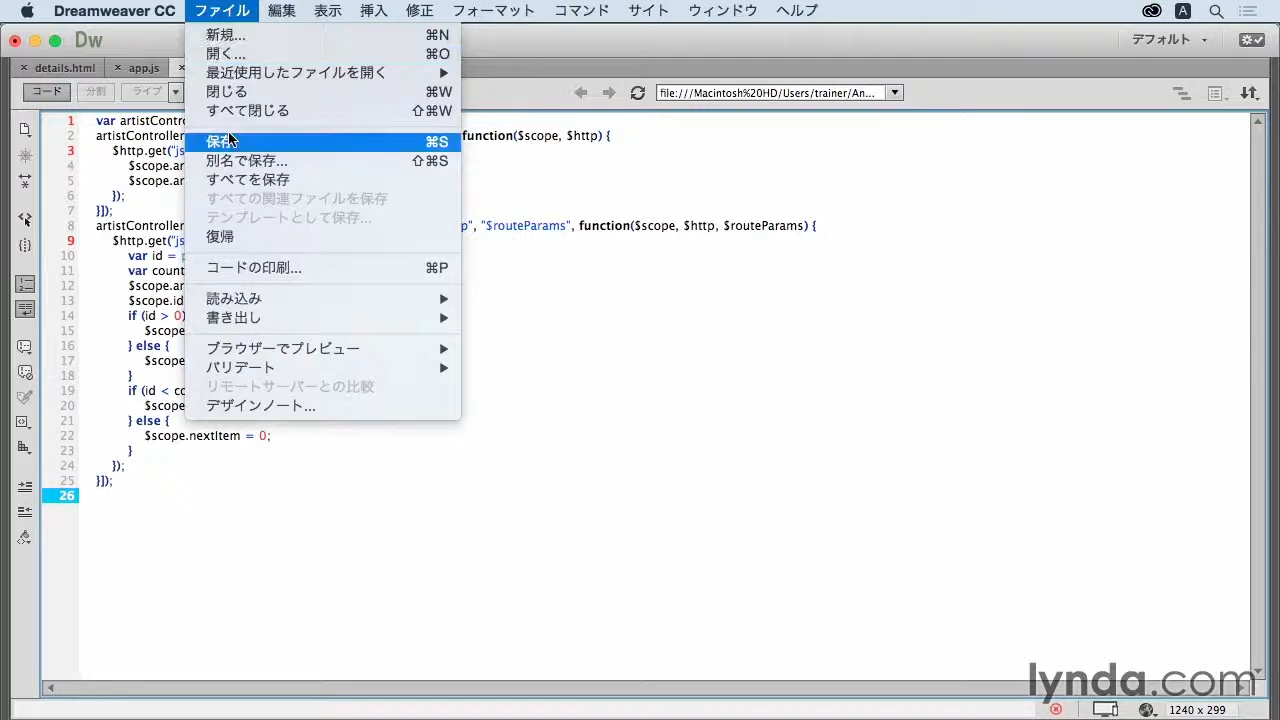 Dreamweaver CC ファイル 編集 表示 挿入 修正 フォーマット コマンド サイト ウィンドウ ヘルプ
Dw デフォルト
details.html app.js
コード 分割 ライブ file:///Macintosh%20HD/Users/trainer/An...
新規... ⌘N
開く... ⌘O
最近使用したファイルを開く
閉じる ⌘W
すべて閉じる ⇧⌘W
保存 ⌘S
別名で保存... ⇧⌘S
すべてを保存
すべての関連ファイルを保存
テンプレートとして保存...
復帰
コードの印刷... ⌘P
読み込み
書き出し
ブラウザーでプレビュー
バリデート
リモートサーバーとの比較
デザインノート...
1 var artistContro
2 artistController function($scope, $http) {
3 $http.get("js
4 $scope.ar
5 $scope.ar
6 });
7 }]);
8 artistController p", "$routeParams", function($scope, $http, $routeParams) {
9 $http.get("js
10 var id =
11 var count
12 $scope.ar
13 $scope.id
14 if (id > 0)
15 $scope
16 } else {
17 $scope
18 }
19 if (id < co
20 $scope
21 } else {
22 $scope.nextItem = 0;
23 }
24 });
25 }]);
26
lynda.com
1240 x 299